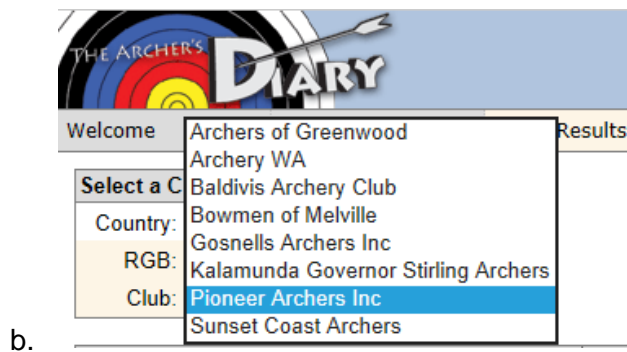 THE ARCHER'S
DIARY
Welcome
Results
Archers of Greenwood
Archery WA
Baldivis Archery Club
Bowmen of Melville
Gosnells Archers Inc
Kalamunda Governor Stirling Archers
Pioneer Archers Inc
Sunset Coast Archers
Select a C
Country:
RGB:
Club:
b.